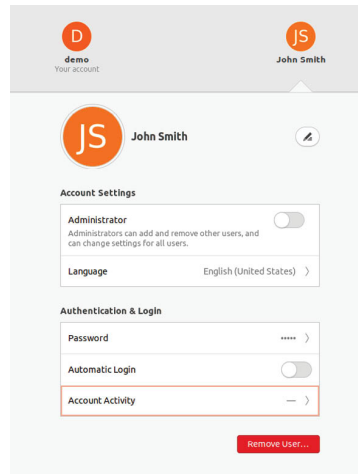 D
JS
demo
John Smith
Your account
JS
John Smith
Account Settings
Administrator
Administrators can add and remove other users, and
can change settings for all users.
Language English (United States)
Authentication & Login
Password •••••
Automatic Login
Account Activity —
Remove User...